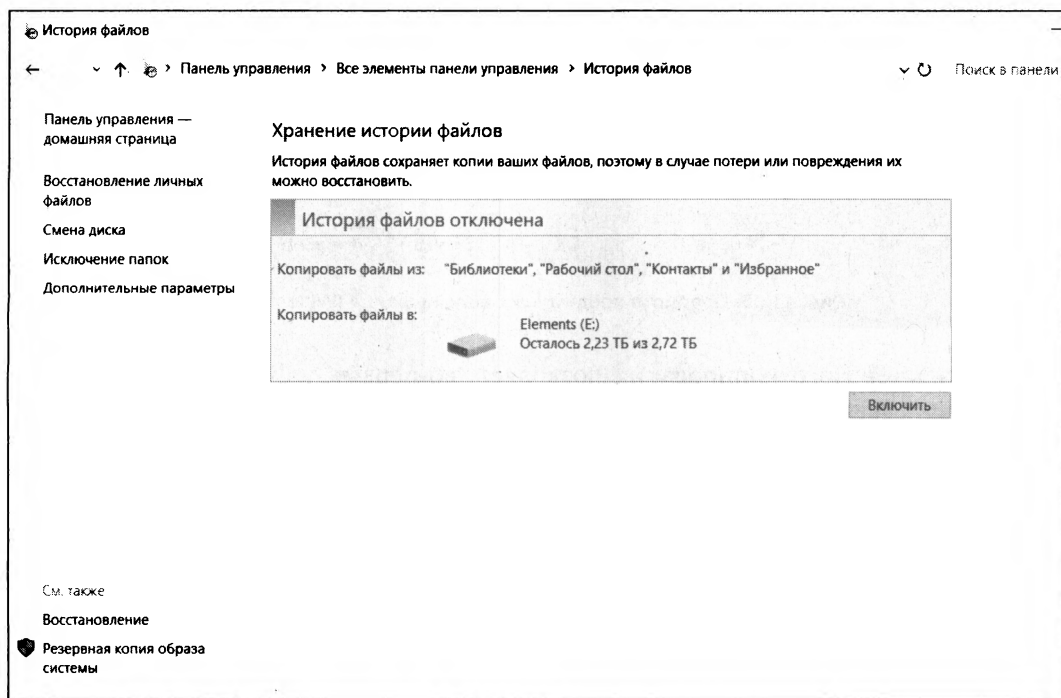 История файлов
Панель управления › Все элементы панели управления › История файлов
Поиск в панели
Панель управления —
домашняя страница
Восстановление личных
файлов
Смена диска
Исключение папок
Дополнительные параметры
Хранение истории файлов
История файлов сохраняет копии ваших файлов, поэтому в случае потери или повреждения их
можно восстановить.
История файлов отключена
Копировать файлы из: "Библиотеки", "Рабочий стол", "Контакты" и "Избранное"
Копировать файлы в:
Elements (E:)
Осталось 2,23 ТБ из 2,72 ТБ
Включить
См. также
Восстановление
Резервная копия образа
системы